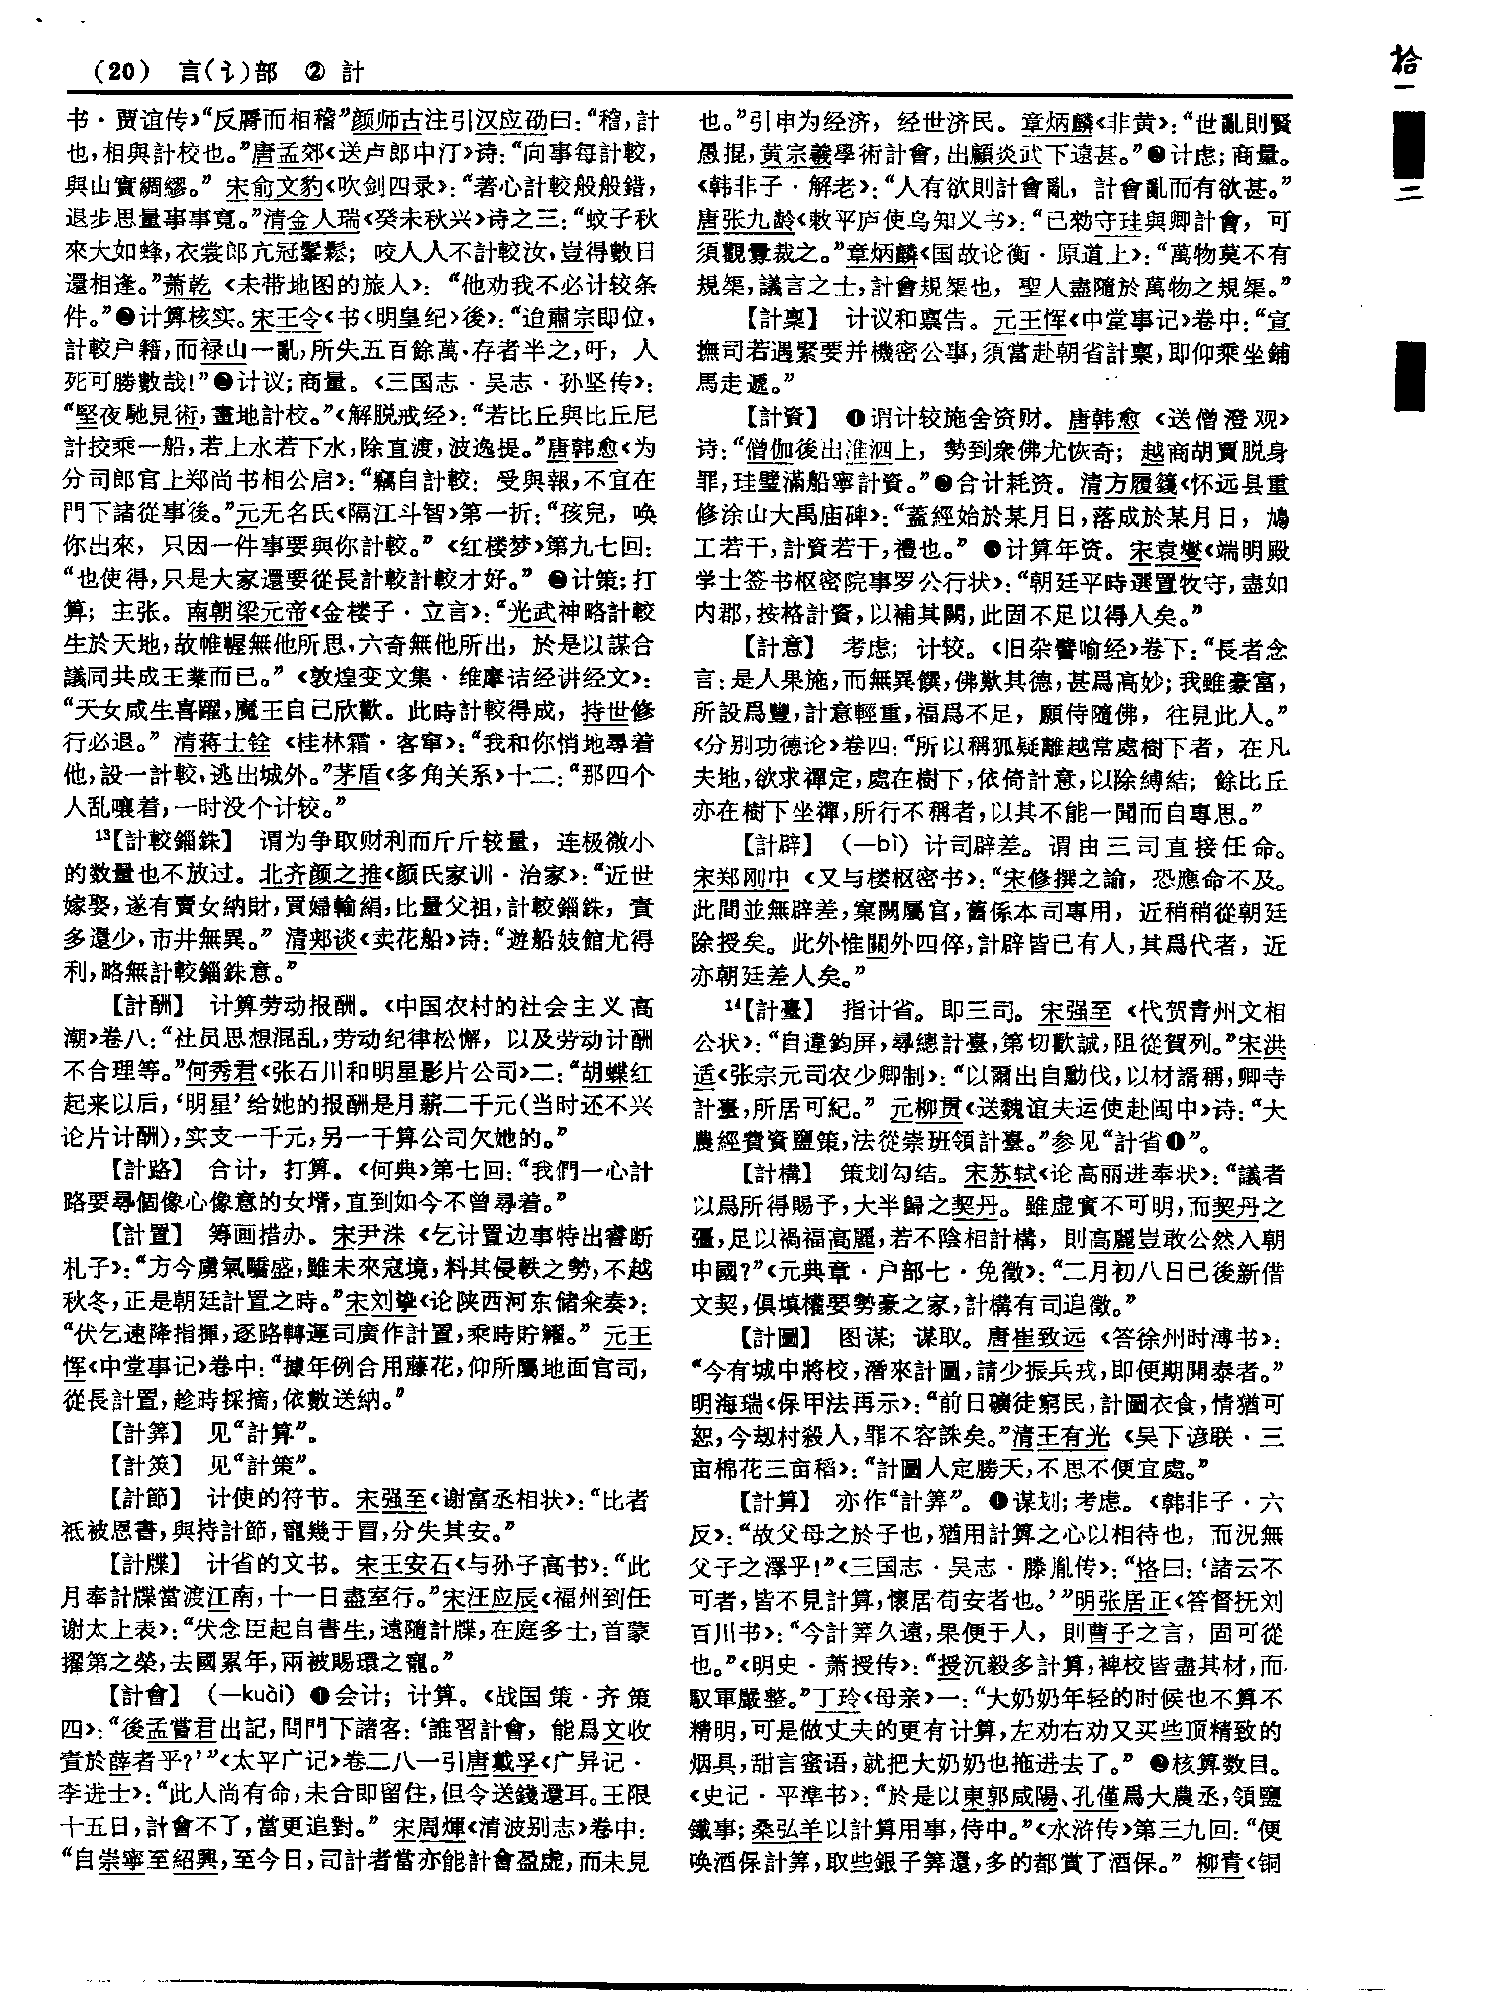 (20) 言(讠)部 ② 計
拾一
二
书·贾谊传》“反脣而相稽”颜师古注引汉应劭曰：“稽，計
也，相與計校也。”唐孟郊《送卢郎中汀》诗：“向事每計較，
與山實綢繆。” 宋俞文豹《吹剑四录》：“著心計較般般錯，
退步思量事事寬。”清金人瑞《癸未秋兴》诗之三：“蚊子秋
來大如蜂，衣裳郎亢冠鬖鬆； 咬人人不計較汝，豈得數日
還相逢。”萧乾《未带地图的旅人》：“他劝我不必计较条
件。”❷计算核实。宋王令《书〈明皇纪〉後》：“迨肅宗即位，
計較户籍，而禄山一亂，所失五百餘萬，存者半之，吁，人
死可勝數哉！”❸计议；商量。《三国志·吴志·孙坚传》：
“堅夜馳見術，畫地計校。”《解脱戒经》：“若比丘與比丘尼
計挍乘一船，若上水若下水，除直渡，波逸提。”唐韩愈《为
分司郎官上郑尚书相公启》：“竊自計較：受與報，不宜在
門下諸從事後。”元无名氏《隔江斗智》第一折：“孩兒，唤
你出來，只因一件事要與你計較。”《红楼梦》第九七回：
“也使得，只是大家還要從長計較計較才好。” ❹计策；打
算；主张。南朝梁元帝《金楼子·立言》：“光武神略計較
生於天地，故帷幄無他所思，六奇無他所出，於是以謀合
議同共成王業而已。”《敦煌变文集·维摩诘经讲经文》：
“天女咸生喜躍，魔王自己欣歡。此時計較得成，持世修
行必退。” 清蒋士铨《桂林霜·客窜》：“我和你悄地尋着
他，設一計較，逃出城外。”茅盾《多角关系》十二：“那四个
人乱嚷着，一时没个计较。”
13【計較錙銖】 谓为争取财利而斤斤较量，连极微小
的数量也不放过。北齐颜之推《颜氏家训·治家》：“近世
嫁娶，遂有賣女納財，買婦輸絹，比量父祖，計較錙銖，責
多還少，市井無異。” 清郏谈《卖花船》诗：“遊船妓館尤得
利，略無計較錙銖意。”
【計酬】 计算劳动报酬。《中国农村的社会主义高
潮》卷八：“社员思想混乱，劳动纪律松懈，以及劳动计酬
不合理等。”何秀君《张石川和明星影片公司》二：“胡蝶红
起来以后，‘明星’给她的报酬是月薪二千元（当时还不兴
论片计酬），实支一千元，另一千算公司欠她的。”
【計路】 合计，打算。《何典》第七回：“我們一心計
路要尋個像心像意的女壻，直到如今不曾尋着。”
【計置】 筹画措办。宋尹洙《乞计置边事特出睿断
札子》：“方今虜氣驕盛，雖未來寇境，料其侵軼之勢，不越
秋冬，正是朝廷計置之時。”宋刘挚《论陕西河东储籴奏》：
“伏乞速降指揮，逐路轉運司廣作計置，乘時貯糴。” 元王
恽《中堂事记》卷中：“據年例合用藤花，仰所屬地面官司，
從長計置，趁時採摘，依數送納。”
【計筭】 见“計算”。
【計筴】 见“計策”。
【計節】 计使的符节。宋强至《谢富丞相状》：“比者
祗被恩書，與持計節，寵幾于冒，分失其安。”
【計牒】 计省的文书。宋王安石《与孙子高书》：“此
月奉計牒當渡江南，十一日盡室行。”宋汪应辰《福州到任
谢太上表》：“伏念臣起自書生，遠隨計牒，在庭多士，首蒙
擢第之榮，去國累年，兩被賜環之寵。”
【計會】 （—kuài）❶会计；计算。《战国策·齐策
四》：“後孟嘗君出記，問門下諸客：‘誰習計會，能爲文收
責於薛者乎？’”《太平广记》卷二八一引唐戴孚《广异记·
李进士》：“此人尚有命，未合即留住，但令送錢還耳。王限
十五日，計會不了，當更追對。” 宋周煇《清波别志》卷中：
“自崇寧至紹興，至今日，司計者當亦能計會盈虛，而未見
也。”引申为经济，经世济民。章炳麟《非黄》：“世亂則賢
愚掍，黄宗羲學術計會，出顧炎武下遠甚。”❷计虑；商量。
《韩非子·解老》：“人有欲則計會亂，計會亂而有欲甚。”
唐张九龄《敕平庐使乌知义书》：“已勑守珪與卿計會，可
須觀釁裁之。”章炳麟《国故论衡·原道上》：“萬物莫不有
規榘，議言之士，計會規榘也，聖人盡隨於萬物之規榘。”
【計稟】 计议和禀告。元王恽《中堂事记》卷中：“宣
撫司若遇緊要并機密公事，須當赴朝省計稟，即仰乘坐鋪
馬走遞。”
【計資】 ❶谓计较施舍资财。唐韩愈《送僧澄观》
诗：“僧伽後出淮泗上，勢到衆佛尤恢奇；越商胡賈脱身
罪，珪璧滿船寧計資。”❷合计耗资。清方履籛《怀远县重
修涂山大禹庙碑》：“蓋經始於某月日，落成於某月日，鳩
工若干，計資若干，禮也。” ❸计算年资。宋袁燮《端明殿
学士签书枢密院事罗公行状》：“朝廷平時選置牧守，盡如
内郡，按格計資，以補其闕，此固不足以得人矣。”
【計意】 考虑；计较。《旧杂譬喻经》卷下：“長者念
言：是人果施，而無異饌，佛歎其德，甚爲高妙；我雖豪富，
所設爲豐，計意輕重，福爲不足，願侍隨佛，往見此人。”
《分别功德论》卷四：“所以稱狐疑離越常處樹下者，在凡
夫地，欲求禪定，處在樹下，依倚計意，以除縛結；餘比丘
亦在樹下坐禪，所行不稱者，以其不能一聞而自專思。”
【計辟】 （—bì）计司辟差。谓由三司直接任命。
宋郑刚中《又与楼枢密书》：“宋修撰之諭，恐應命不及。
此間並無辟差，窠闕屬官，舊係本司專用，近稍稍從朝廷
除授矣。此外惟關外四倅，計辟皆已有人，其爲代者，近
亦朝廷差人矣。”
14【計臺】 指计省。即三司。宋强至《代贺青州文相
公状》：“自違鈞屏，尋總計臺，第切歡誠，阻從賀列。”宋洪
适《张宗元司农少卿制》：“以爾出自勳伐，以材諝稱，卿寺
計臺，所居可紀。” 元柳贯《送魏谊夫运使赴闽中》诗：“大
農經費資鹽策，法從崇班領計臺。”参见“計省❶”。
【計構】 策划勾结。宋苏轼《论高丽进奉状》：“議者
以爲所得賜予，大半歸之契丹。雖虚實不可明，而契丹之
彊，足以禍福高麗，若不陰相計構，則高麗豈敢公然入朝
中國？”《元典章·户部七·免徵》：“二月初八日已後新借
文契，俱填權要勢豪之家，計構有司追徵。”
【計圖】 图谋；谋取。唐崔致远《答徐州时溥书》：
“今有城中將校，潛來計圖，請少振兵戎，即便期開泰者。”
明海瑞《保甲法再示》：“前日礦徒窮民，計圖衣食，情猶可
恕，今刼村殺人，罪不容誅矣。”清王有光《吴下谚联·三
亩棉花三亩稻》：“計圖人定勝天，不思不便宜處。”
【計算】 亦作“計筭”。❶谋划；考虑。《韩非子·六
反》：“故父母之於子也，猶用計算之心以相待也，而況無
父子之澤乎！”《三国志·吴志·滕胤传》：“恪曰：‘諸云不
可者，皆不見計算，懷居苟安者也。’”明张居正《答督抚刘
百川书》：“今計筭久遠，果便于人，則曹子之言，固可從
也。”《明史·萧授传》：“授沉毅多計算，裨校皆盡其材，而
馭軍嚴整。”丁玲《母亲》一：“大奶奶年轻的时候也不算不
精明，可是做丈夫的更有计算，左劝右劝又买些顶精致的
烟具，甜言蜜语，就把大奶奶也拖进去了。” ❷核算数目。
《史记·平準书》：“於是以東郭咸陽、孔僅爲大農丞，領鹽
鐵事；桑弘羊以計算用事，侍中。”《水浒传》第三九回：“便
唤酒保計筭，取些銀子筭還，多的都賞了酒保。” 柳青《铜